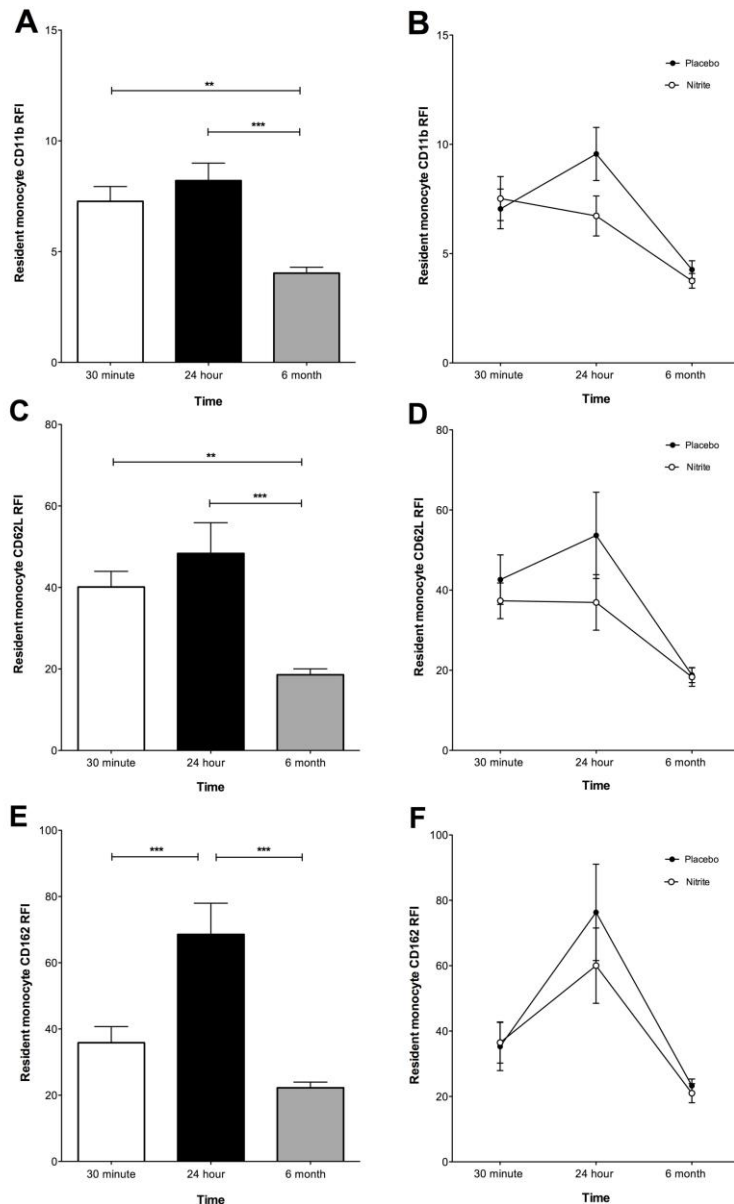 A
Resident monocyte CD11b RFI
15
10
5
0
**
***
30 minute
24 hour
6 month
Time
B
Resident monocyte CD11b RFI
15
10
5
0
Placebo
Nitrite
30 minute
24 hour
6 month
Time
C
Resident monocyte CD62L RFI
80
60
40
20
0
**
***
30 minute
24 hour
6 month
Time
D
Resident monocyte CD62L RFI
80
60
40
20
0
Placebo
Nitrite
30 minute
24 hour
6 month
Time
E
Resident monocyte CD162 RFI
100
80
60
40
20
0
***
***
30 minute
24 hour
6 month
Time
F
Resident monocyte CD162 RFI
100
80
60
40
20
0
Placebo
Nitrite
30 minute
24 hour
6 month
Time